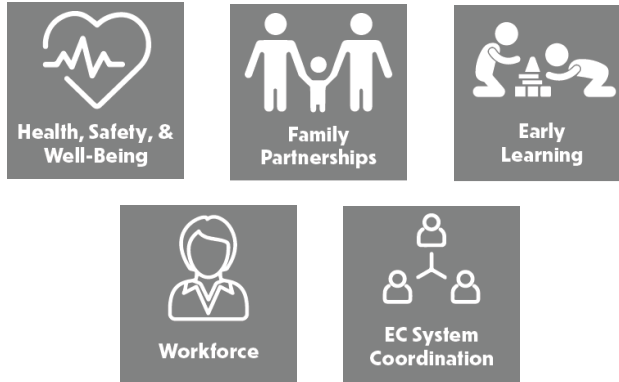 Health, Safety, &
Well-Being
Family
Partnerships
Early
Learning
Workforce
EC System
Coordination